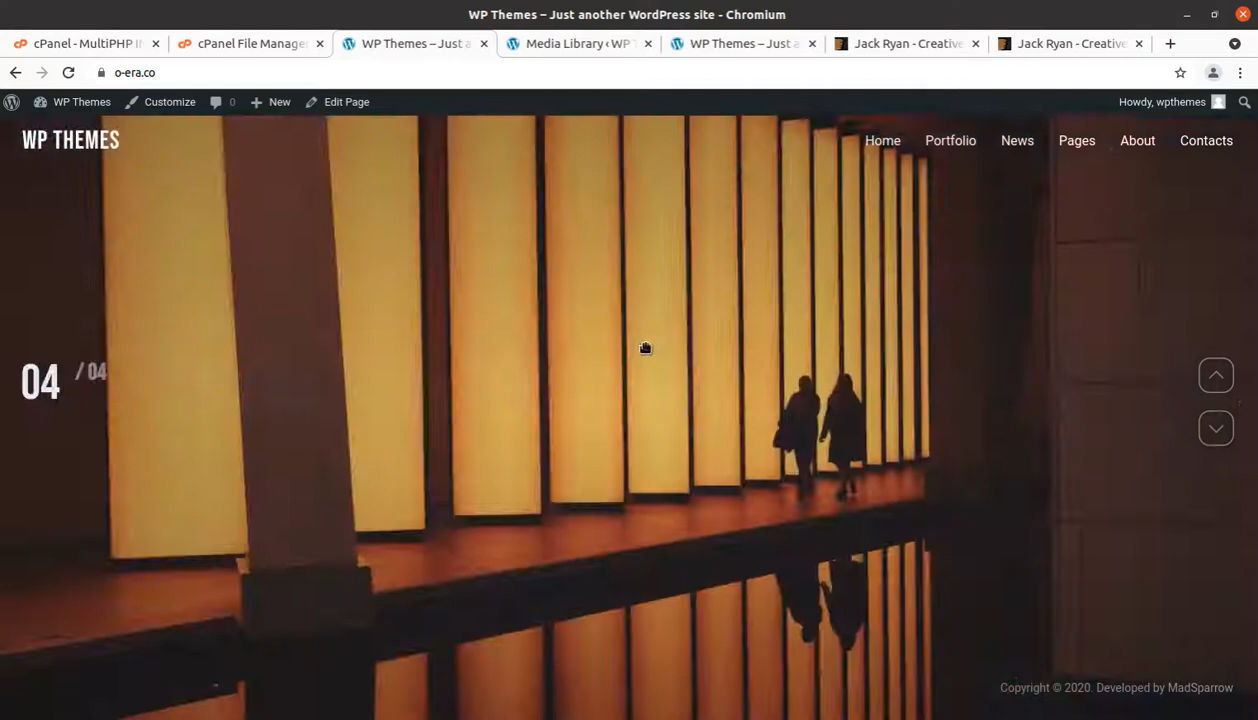 WP Themes – Just another WordPress site - Chromium
cPanel - MultiPHP I
cPanel File Manage
WP Themes – Just a
Media Library ‹ WP T
WP Themes – Just a
Jack Ryan - Creative
Jack Ryan - Creative
o-era.co
WP Themes
Customize
0
New
Edit Page
Howdy, wpthemes
WP THEMES
Home
Portfolio
News
Pages
About
Contacts
04 / 04
Copyright © 2020. Developed by MadSparrow